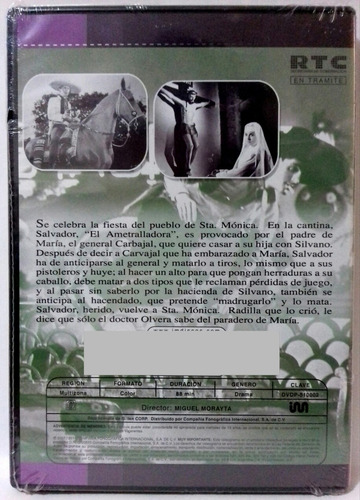 RTC
EN TRAMITE
Se celebra la fiesta del pueblo de Sta. Mónica. En la cantina,
Salvador, "El Ametralladora", es provocado por el padre de
María, el general Carbajal, que quiere casar a su hija con Silvano.
Después de decir a Carvajal que ha embarazado a María, Salvador
ha de anticiparse al general y matarlo a tiros, lo mismo que a sus
pistoleros y huye; al hacer un alto para que pongan herraduras a su
caballo, debe matar a dos tipos que le reclaman pérdidas de juego,
y al pasar sin saberlo por la hacienda de Silvano, también se
anticipa al hacendado, que pretende "madrugarlo" y lo mata.
Salvador, herido, vuelve a Sta. Mónica. Radilla que lo crió, le
dice que sólo el doctor Olvera sabe del paradero de María.
REGION FORMATO DURACION GENERO CLAVE
Multizona Color 88 min Drama
Director: MIGUEL MORAYTA